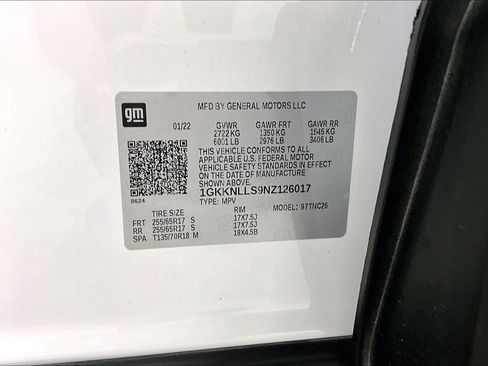 gm
MFD BY GENERAL MOTORS LLC
01/22 GVWR GAWR FRT GAWR RR
2722 KG 1350 KG 1545 KG
6001 LB 2976 LB 3406 LB
THIS VEHICLE CONFORMS TO ALL
APPLICABLE U.S. FEDERAL MOTOR
VEHICLE SAFETY STANDARDS IN EFFECT
ON THE DATE OF MANUFACTURE
SHOWN ABOVE.
1GKKNLLS9NZ126017
8624 TYPE: MPV MODEL: 97TNC26
TIRE SIZE RIM
FRT 255/65R17 S 17X7.5J
RR 255/65R17 S 17X7.5J
SPA T135/70R18 M 18X4.5B